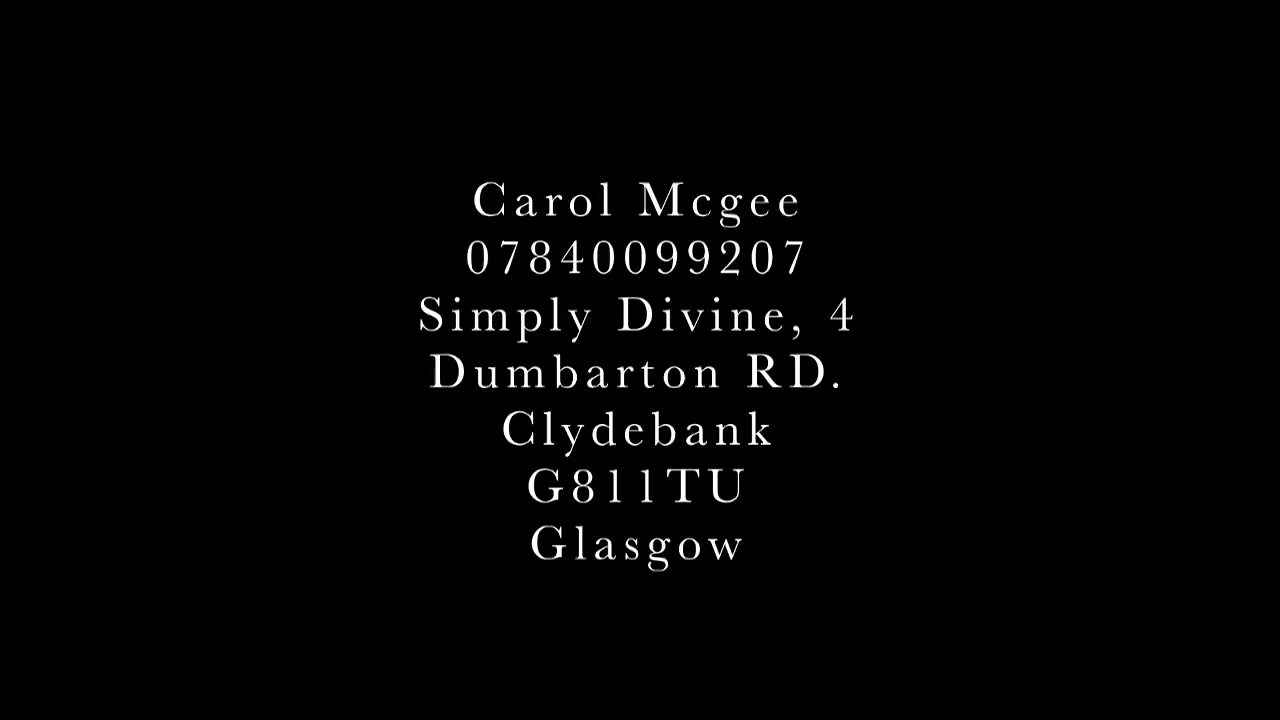 Carol Mcgee
07840099207
Simply Divine, 4
Dumbarton RD.
Clydebank
G811TU
Glasgow